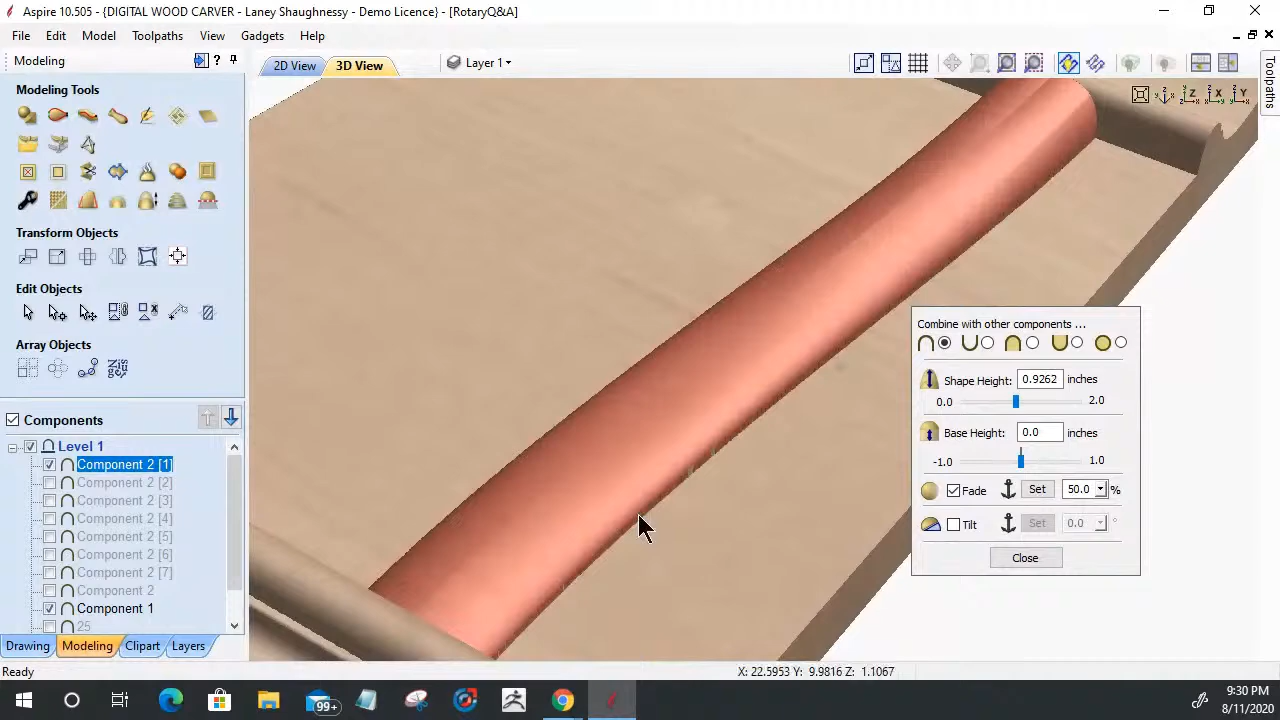 Aspire 10.505 - {DIGITAL WOOD CARVER - Laney Shaughnessy - Demo Licence} - [RotaryQ&A]
File Edit Model Toolpaths View Gadgets Help
Modeling
2D View 3D View Layer 1
Toolpaths
Modeling Tools
Transform Objects
Edit Objects
Array Objects
Components
Level 1
Component 2 [1]
Component 2 [2]
Component 2 [3]
Component 2 [4]
Component 2 [5]
Component 2 [6]
Component 2 [7]
Component 2
Component 1
25
Drawing Modeling Clipart Layers
Z X Y
Combine with other components ...
Shape Height: 0.9262 inches
0.0 2.0
Base Height: 0.0 inches
-1.0 1.0
Fade Set 50.0 %
Tilt Set 0.0 °
Close
Ready
X: 22.5953 Y: 9.9816 Z: 1.1067
99+
9:30 PM
8/11/2020